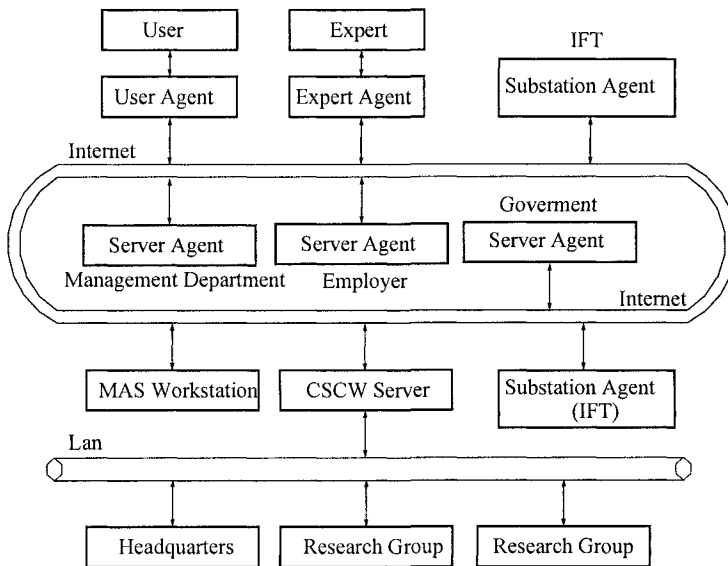 User
Expert
IFT
User Agent
Expert Agent
Substation Agent
Internet
Goverment
Server Agent
Server Agent
Server Agent
Management Department
Employer
Internet
MAS Workstation
CSCW Server
Substation Agent
(IFT)
Lan
Headquarters
Research Group
Research Group